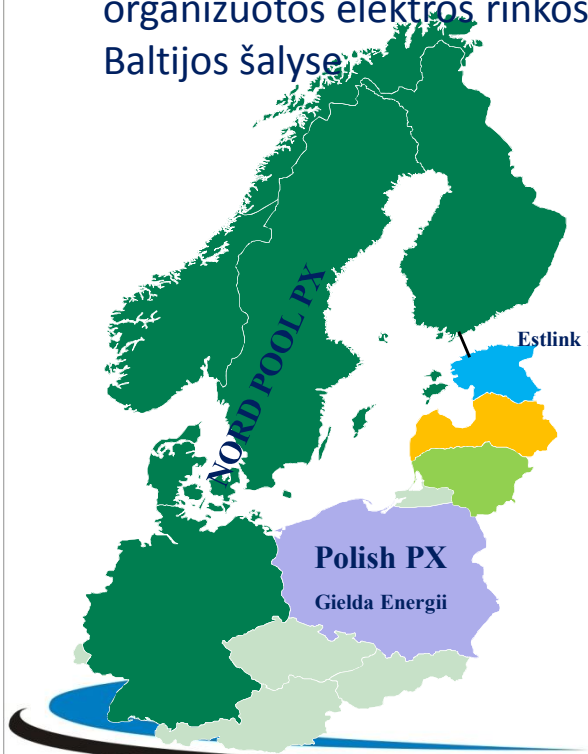 organizuotos elektros rinkos
Baltijos šalyse
NORD POOL PX
Estlink
Polish PX
Gielda Energii